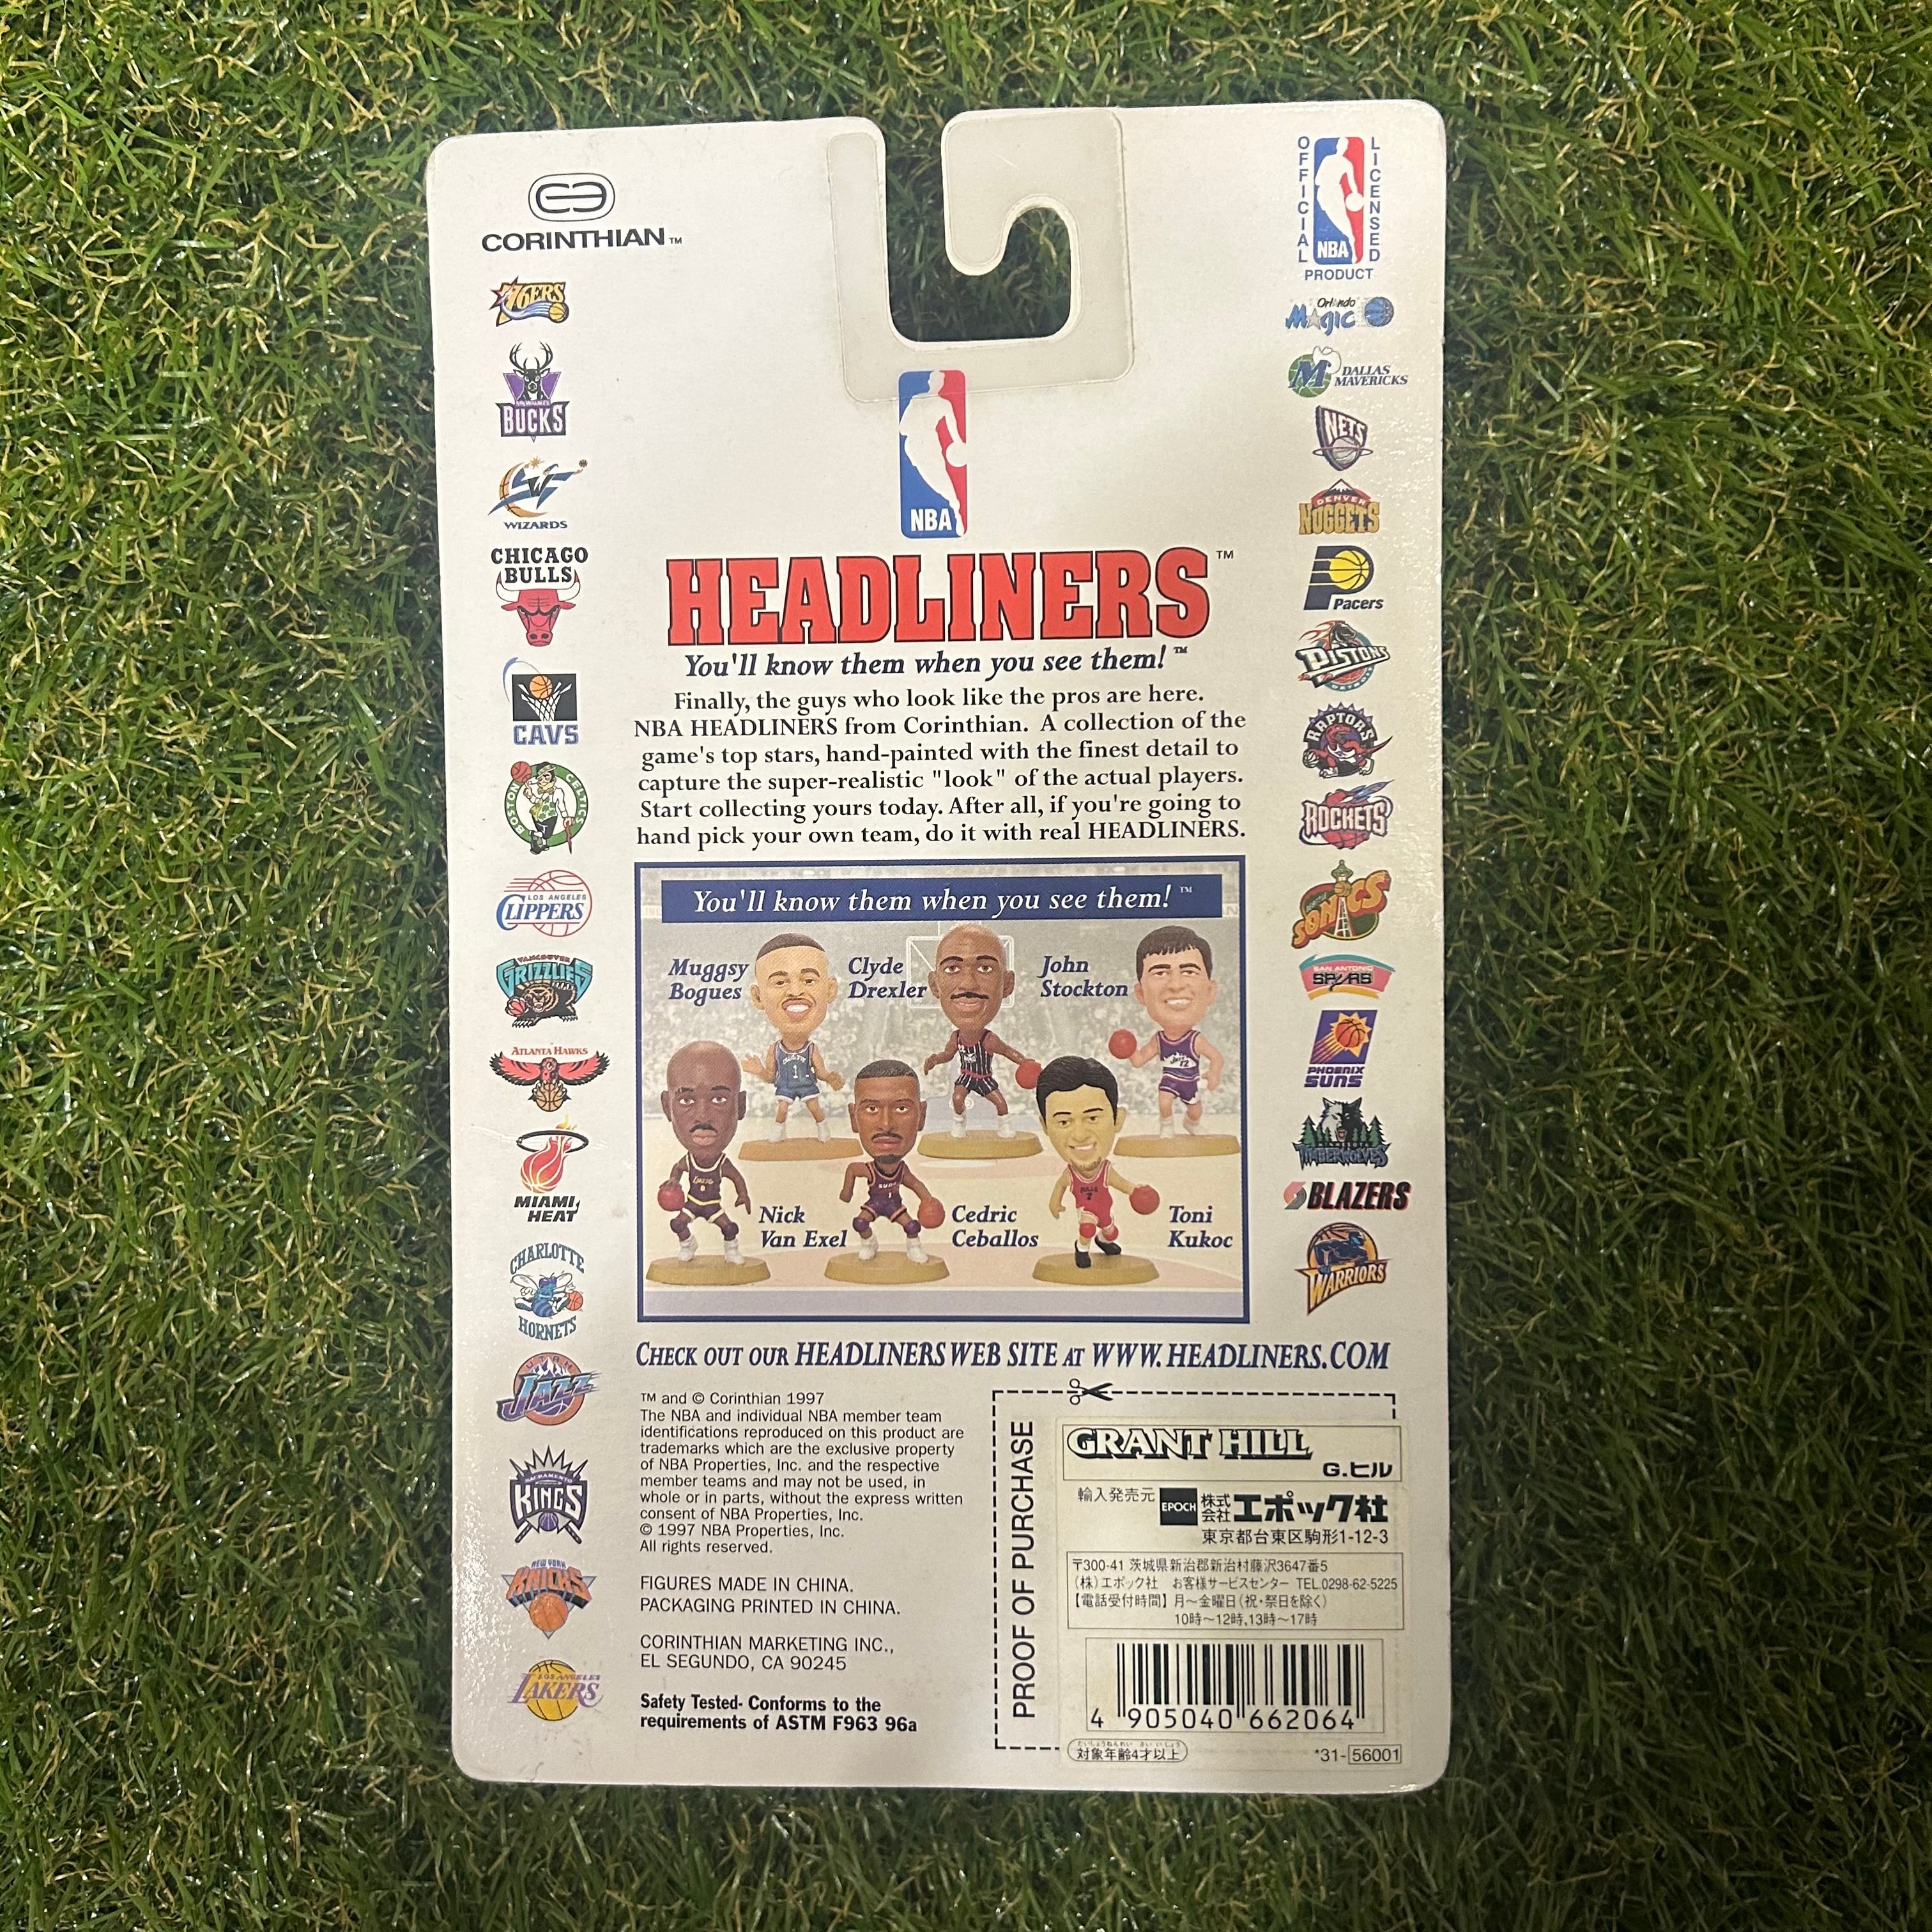 CORINTHIAN™
OFFICIAL LICENSED
NBA
PRODUCT
76ERS
MILWAUKEE
BUCKS
WIZARDS
CHICAGO
BULLS
CAVS
BOSTON CELTICS
LOS ANGELES
CLIPPERS
VANCOUVER
GRIZZLIES
ATLANTA HAWKS
MIAMI
HEAT
CHARLOTTE
HORNETS
UTAH
JAZZ
SACRAMENTO
KINGS
NEW YORK
KNICKS
LOS ANGELES
LAKERS
Orlando
Magic
M DALLAS
MAVERICKS
NETS
DENVER
NUGGETS
Pacers
PISTONS
RAPTORS
ROCKETS
SONICS
SAN ANTONIO
SPURS
PHOENIX
SUNS
TIMBERWOLVES
BLAZERS
WARRIORS
NBA
HEADLINERS™
You'll know them when you see them!™
Finally, the guys who look like the pros are here.
NBA HEADLINERS from Corinthian. A collection of the
game's top stars, hand-painted with the finest detail to
capture the super-realistic "look" of the actual players.
Start collecting yours today. After all, if you're going to
hand pick your own team, do it with real HEADLINERS.
You'll know them when you see them!™
Muggsy
Bogues
Clyde
Drexler
John
Stockton
Nick
Van Exel
Cedric
Ceballos
Toni
Kukoc
CHECK OUT OUR HEADLINERS WEB SITE AT WWW.HEADLINERS.COM
™ and © Corinthian 1997
The NBA and individual NBA member team
identifications reproduced on this product are
trademarks which are the exclusive property
of NBA Properties, Inc. and the respective
member teams and may not be used, in
whole or in parts, without the express written
consent of NBA Properties, Inc.
© 1997 NBA Properties, Inc.
All rights reserved.
FIGURES MADE IN CHINA.
PACKAGING PRINTED IN CHINA.
CORINTHIAN MARKETING INC.,
EL SEGUNDO, CA 90245
Safety Tested- Conforms to the
requirements of ASTM F963 96a
PROOF OF PURCHASE
GRANT HILL
G.ヒル
輸入発売元 EPOCH 株式会社エポック社
東京都台東区駒形1-12-3
〒300-41 茨城県新治郡新治村藤沢3647番5
(株)エポック社 お客様サービスセンター TEL.0298-62-5225
【電話受付時間】月〜金曜日(祝・祭日を除く)
10時〜12時,13時〜17時
4 905040 662064
たいしょうねんれい さい いじょう
対象年齢4才以上
*31-56001